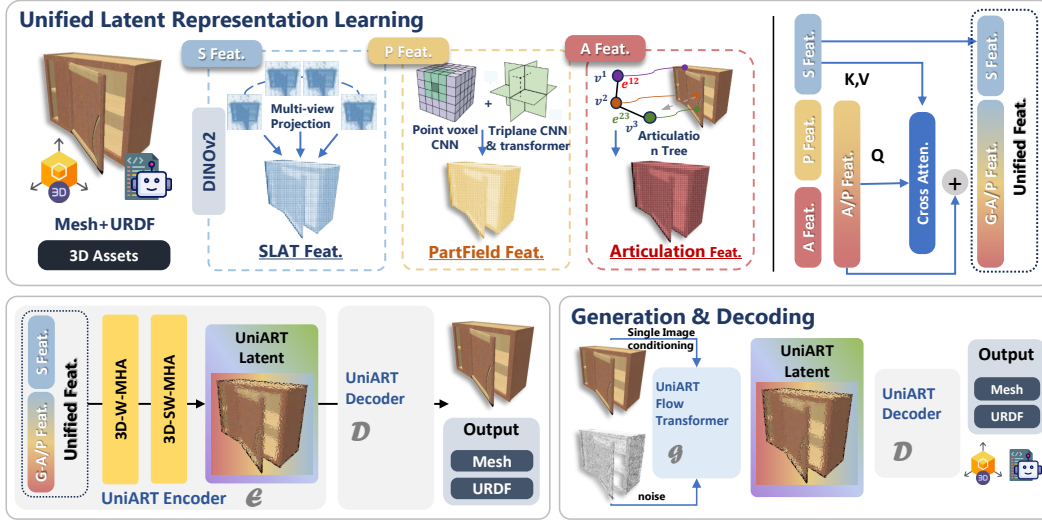 Unified Latent Representation Learning
S Feat.
P Feat.
A Feat.
DINOv2
Multi-view
Projection
Point voxel
CNN
+
Triplane CNN
& transformer
v¹
e¹²
v²
e²³
v³
Articulatio
n Tree
3D
Mesh+URDF
3D Assets
SLAT Feat.
PartField Feat.
Articulation Feat.
S Feat.
P Feat.
A Feat.
A/P Feat.
K,V
Q
Cross Atten.
+
S Feat.
G-A/P Feat.
Unified Feat.
S Feat.
G-A/P Feat.
Unified Feat.
3D-W-MHA
3D-SW-MHA
UniART
Latent
UniART Encoder ℰ
UniART
Decoder
𝒟
Output
Mesh
URDF
Generation & Decoding
Single Image
conditioning
noise
UniART
Flow
Transformer
𝒢
UniART
Latent
UniART
Decoder
𝒟
Output
Mesh
URDF
3D